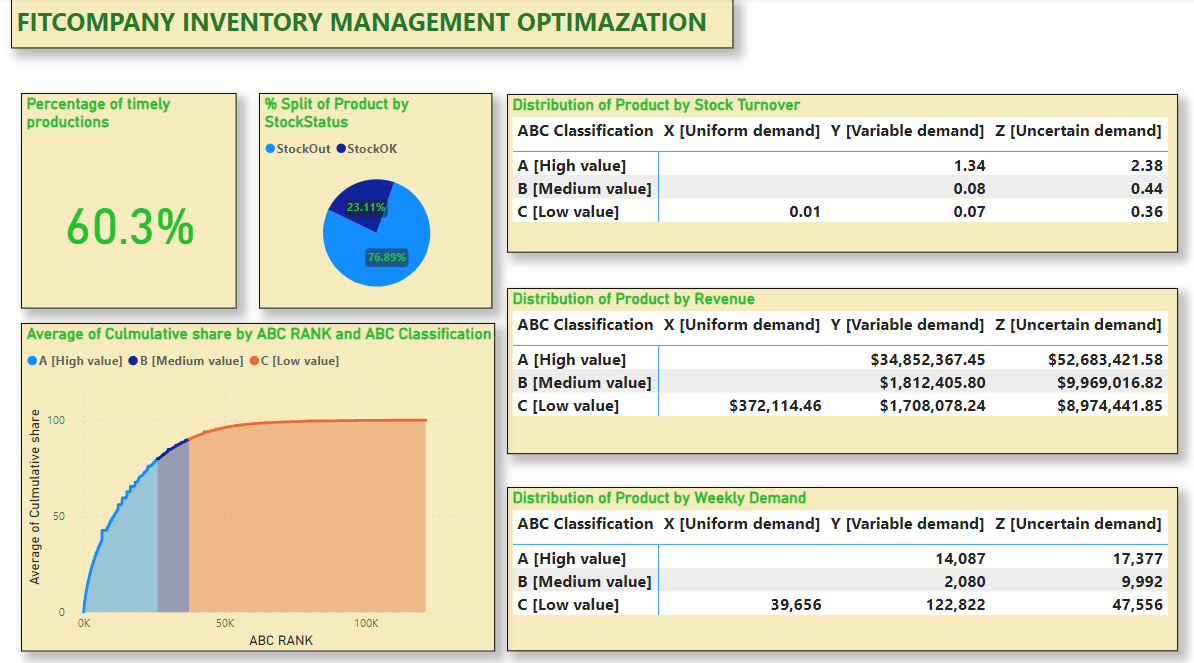 FITCOMPANY INVENTORY MANAGEMENT OPTIMAZATION
Percentage of timely
productions
60.3%
% Split of Product by
StockStatus
StockOut StockOK
23.11%
76.89%
Distribution of Product by Stock Turnover
ABC Classification X [Uniform demand] Y [Variable demand] Z [Uncertain demand]
A [High value] 1.34 2.38
B [Medium value] 0.08 0.44
C [Low value] 0.01 0.07 0.36
Distribution of Product by Revenue
ABC Classification X [Uniform demand] Y [Variable demand] Z [Uncertain demand]
A [High value] $34,852,367.45 $52,683,421.58
B [Medium value] $1,812,405.80 $9,969,016.82
C [Low value] $372,114.46 $1,708,078.24 $8,974,441.85
Average of Culmulative share by ABC RANK and ABC Classification
A [High value] B [Medium value] C [Low value]
Average of Culmulative share
100
50
0
0K 50K 100K
ABC RANK
Distribution of Product by Weekly Demand
ABC Classification X [Uniform demand] Y [Variable demand] Z [Uncertain demand]
A [High value] 14,087 17,377
B [Medium value] 2,080 9,992
C [Low value] 39,656 122,822 47,556